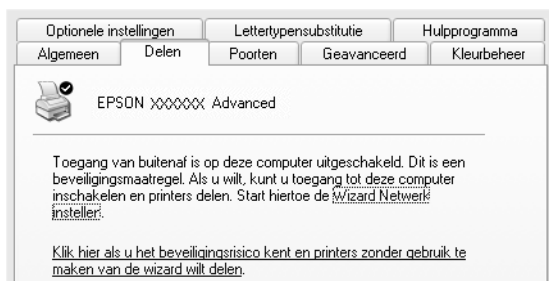 Optionele instellingen Lettertypensubstitutie Hulpprogramma
Algemeen Delen Poorten Geavanceerd Kleurbeheer
EPSON XXXXXX Advanced
Toegang van buitenaf is op deze computer uitgeschakeld. Dit is een
beveiligingsmaatregel. Als u wilt, kunt u toegang tot deze computer
inschakelen en printers delen. Start hiertoe de Wizard Netwerk
instellen.
Klik hier als u het beveiligingsrisico kent en printers zonder gebruik te
maken van de wizard wilt delen.